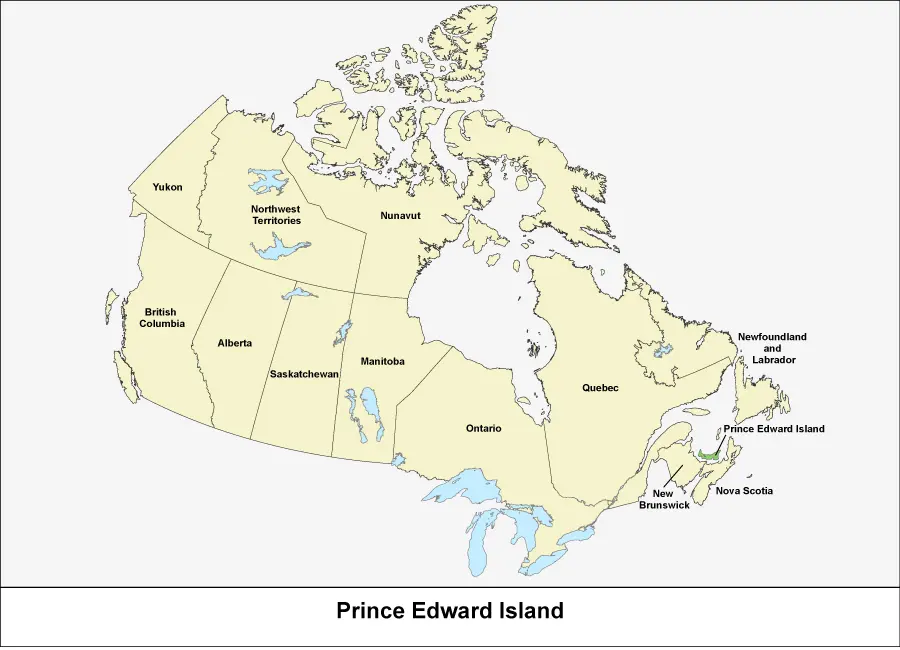 Yukon
Northwest
Territories
Nunavut
British
Columbia
Alberta
Saskatchewan
Manitoba
Ontario
Quebec
Newfoundland
and
Labrador
Prince Edward Island
New
Brunswick
Nova Scotia
Prince Edward Island